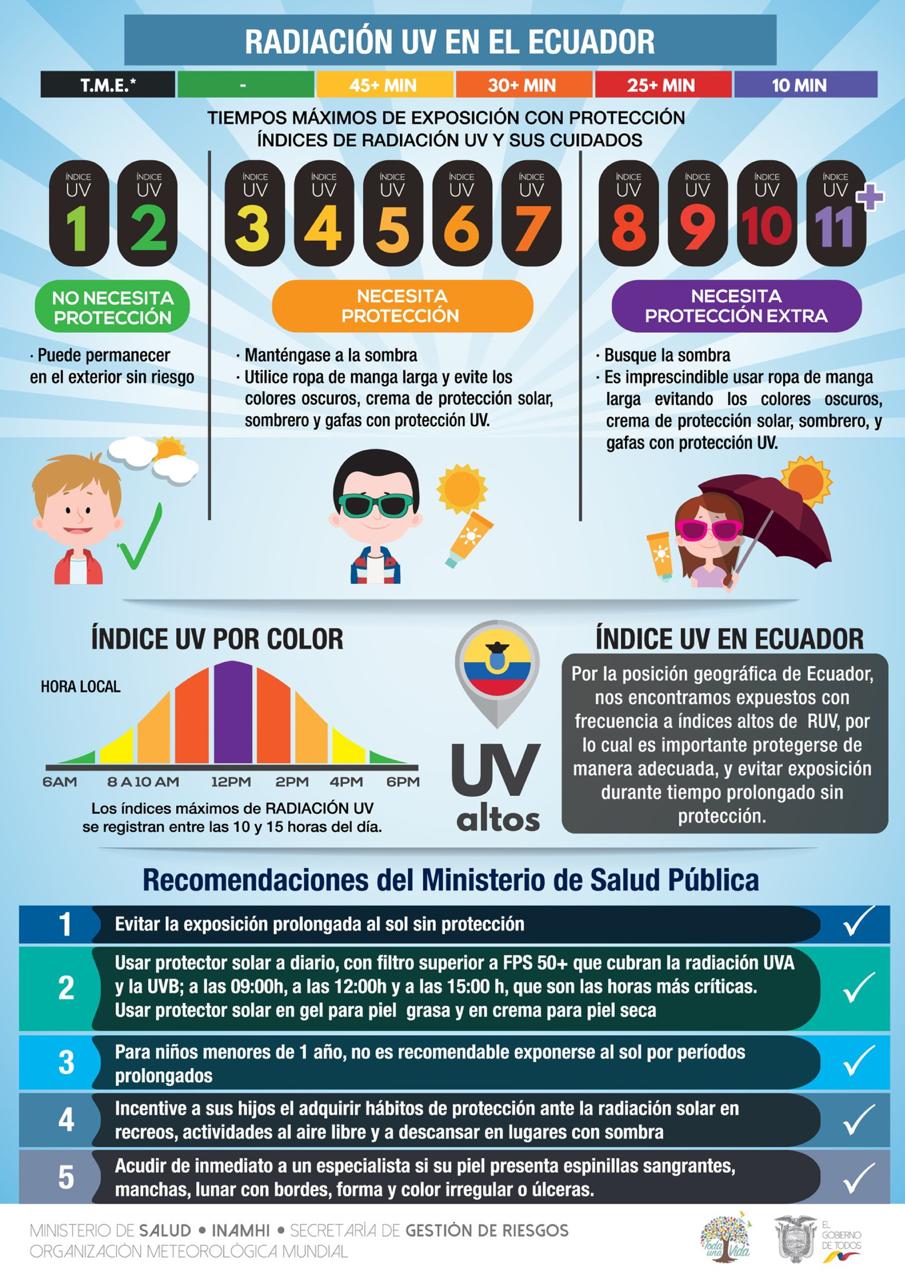 RADIACIÓN UV EN EL ECUADOR
T.M.E.* - 45+ MIN 30+ MIN 25+ MIN 10 MIN
TIEMPOS MÁXIMOS DE EXPOSICIÓN CON PROTECCIÓN
ÍNDICES DE RADIACIÓN UV Y SUS CUIDADOS
ÍNDICE UV 1
ÍNDICE UV 2
ÍNDICE UV 3
ÍNDICE UV 4
ÍNDICE UV 5
ÍNDICE UV 6
ÍNDICE UV 7
ÍNDICE UV 8
ÍNDICE UV 9
ÍNDICE UV 10
ÍNDICE UV 11+
NO NECESITA
PROTECCIÓN
· Puede permanecer
en el exterior sin riesgo
NECESITA
PROTECCIÓN
· Manténgase a la sombra
· Utilice ropa de manga larga y evite los
colores oscuros, crema de protección solar,
sombrero y gafas con protección UV.
NECESITA
PROTECCIÓN EXTRA
· Busque la sombra
· Es imprescindible usar ropa de manga
larga evitando los colores oscuros,
crema de protección solar, sombrero, y
gafas con protección UV.
ÍNDICE UV POR COLOR
HORA LOCAL
6AM 8 A 10 AM 12PM 2PM 4PM 6PM
Los índices máximos de RADIACIÓN UV
se registran entre las 10 y 15 horas del día.
UV
altos
ÍNDICE UV EN ECUADOR
Por la posición geográfica de Ecuador,
nos encontramos expuestos con
frecuencia a índices altos de RUV, por
lo cual es importante protegerse de
manera adecuada, y evitar exposición
durante tiempo prolongado sin
protección.
Recomendaciones del Ministerio de Salud Pública
1 Evitar la exposición prolongada al sol sin protección
2 Usar protector solar a diario, con filtro superior a FPS 50+ que cubran la radiación UVA
y la UVB; a las 09:00h, a las 12:00h y a las 15:00 h, que son las horas más críticas.
Usar protector solar en gel para piel grasa y en crema para piel seca
3 Para niños menores de 1 año, no es recomendable exponerse al sol por períodos
prolongados
4 Incentive a sus hijos el adquirir hábitos de protección ante la radiación solar en
recreos, actividades al aire libre y a descansar en lugares con sombra
5 Acudir de inmediato a un especialista si su piel presenta espinillas sangrantes,
manchas, lunar con bordes, forma y color irregular o úlceras.
MINISTERIO DE SALUD • INAMHI • SECRETARÍA DE GESTIÓN DE RIESGOS
ORGANIZACIÓN METEOROLÓGICA MUNDIAL
Toda
una Vida
EL
GOBIERNO
DE TODOS